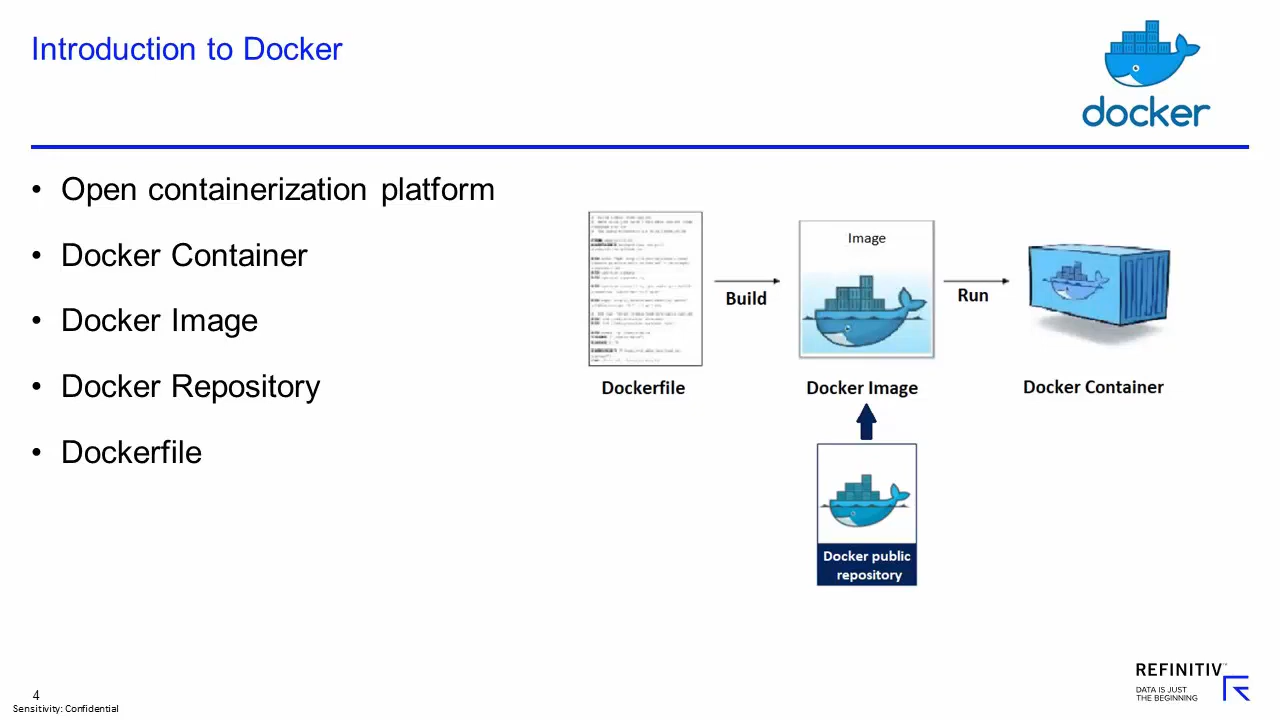 Introduction to Docker
docker
• Open containerization platform
• Docker Container
• Docker Image
• Docker Repository
• Dockerfile
Image
Build
Run
Dockerfile
Docker Image
Docker Container
Docker public
repository
REFINITIV™
DATA IS JUST
THE BEGINNING
4
Sensitivity: Confidential